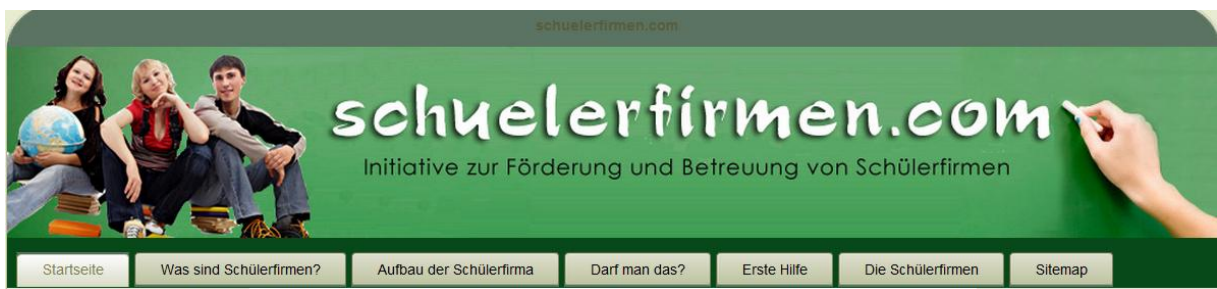 schuelerfirmen.com
schuelerfirmen.com
Initiative zur Förderung und Betreuung von Schülerfirmen
Startseite Was sind Schülerfirmen? Aufbau der Schülerfirma Darf man das? Erste Hilfe Die Schülerfirmen Sitemap